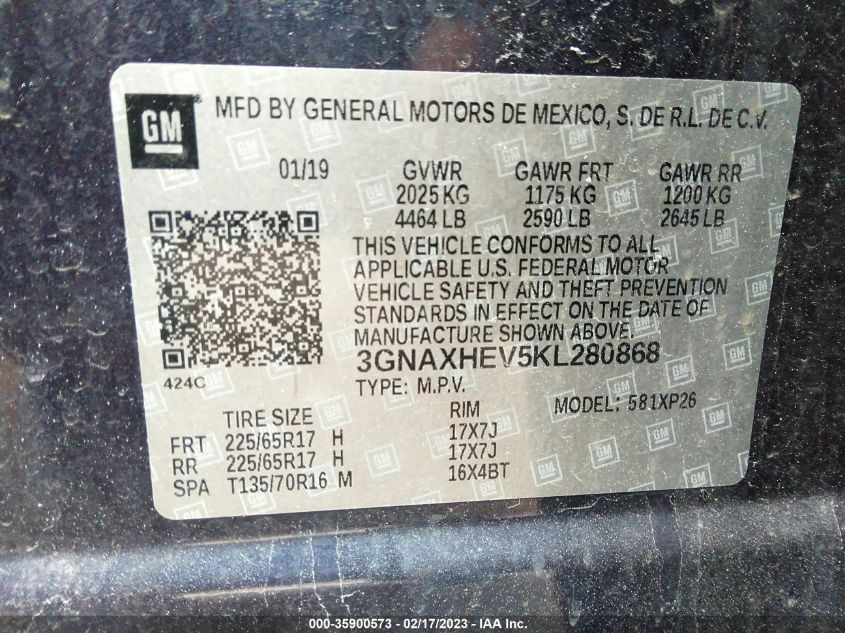 GM
MFD BY GENERAL MOTORS DE MEXICO, S. DE R.L. DE C.V.
01/19 GVWR GAWR FRT GAWR RR
2025 KG 1175 KG 1200 KG
4464 LB 2590 LB 2645 LB
THIS VEHICLE CONFORMS TO ALL
APPLICABLE U.S. FEDERAL MOTOR
VEHICLE SAFETY AND THEFT PREVENTION
STANDARDS IN EFFECT ON THE DATE OF
MANUFACTURE SHOWN ABOVE.
3GNAXHEV5KL280868
424C
TYPE: M.P.V. MODEL: 581XP26
TIRE SIZE RIM
FRT 225/65R17 H 17X7J
RR 225/65R17 H 17X7J
SPA T135/70R16 M 16X4BT
000-35900573 - 02/17/2023 - IAA Inc.